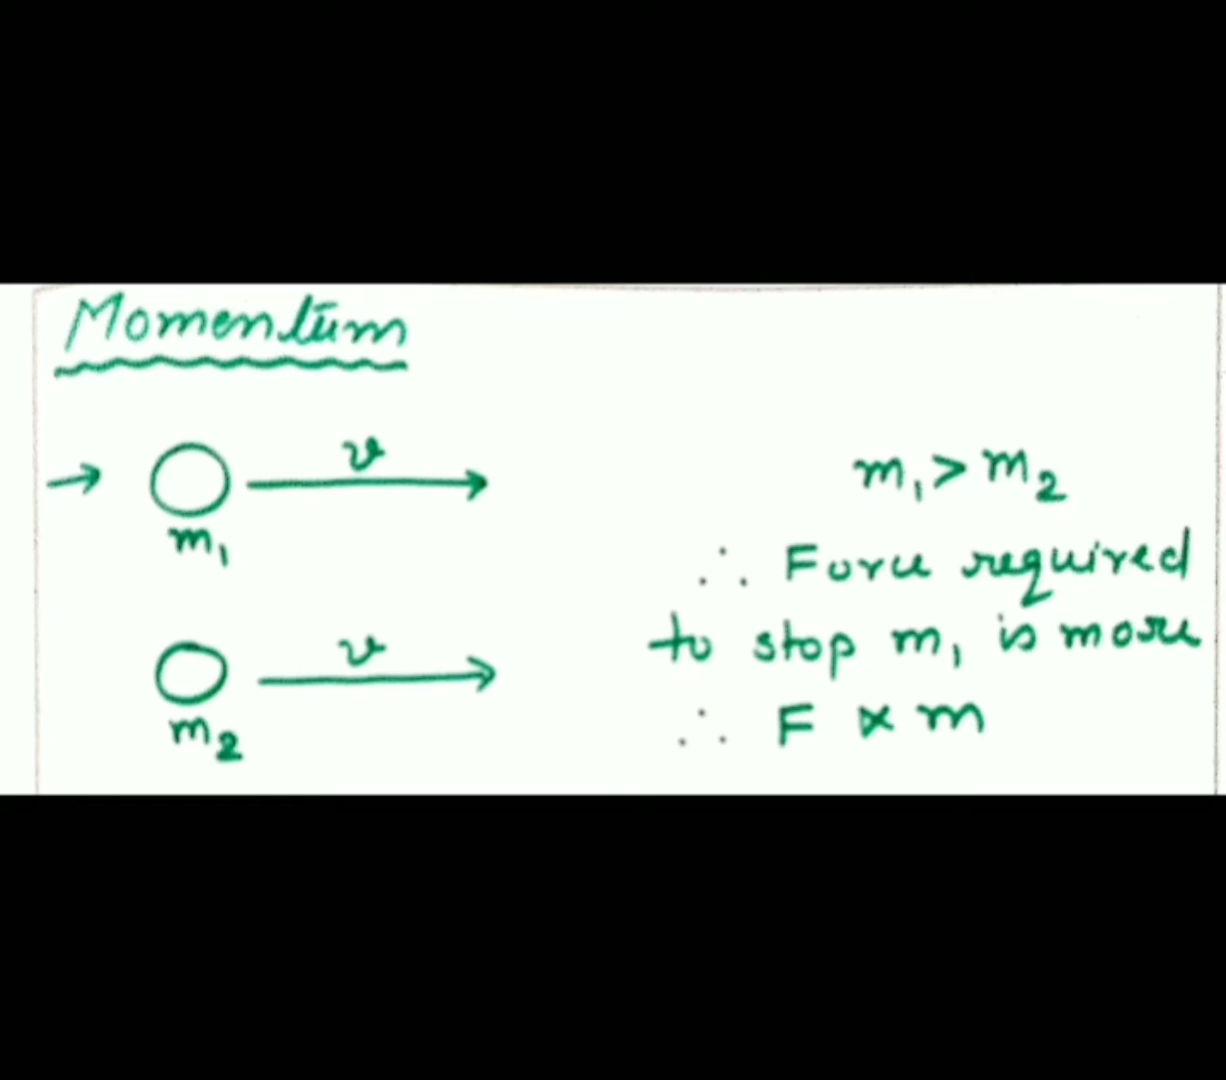 Momentum
→ v
m₁
v
m₂
m₁ > m₂
∴ Force required
to stop m₁ is more
∴ F ∝ m